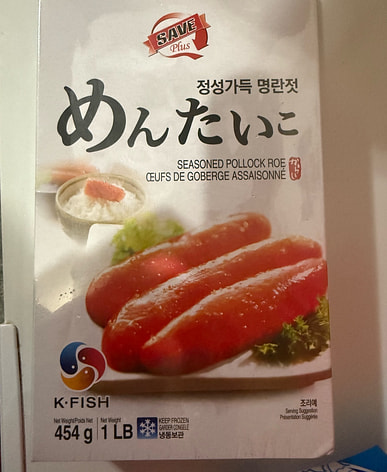 SAVE
Plus
정성가득 명란젓
めんたいこ
SEASONED POLLOCK ROE
ŒUFS DE GOBERGE ASSAISONNÉ
K·FISH
Net Weight/Poids Net
454 g
Net Weight
1 LB
KEEP FROZEN
GARDER CONGELÉ
냉동보관
조리예
Serving Suggestion
Présentation Suggérée